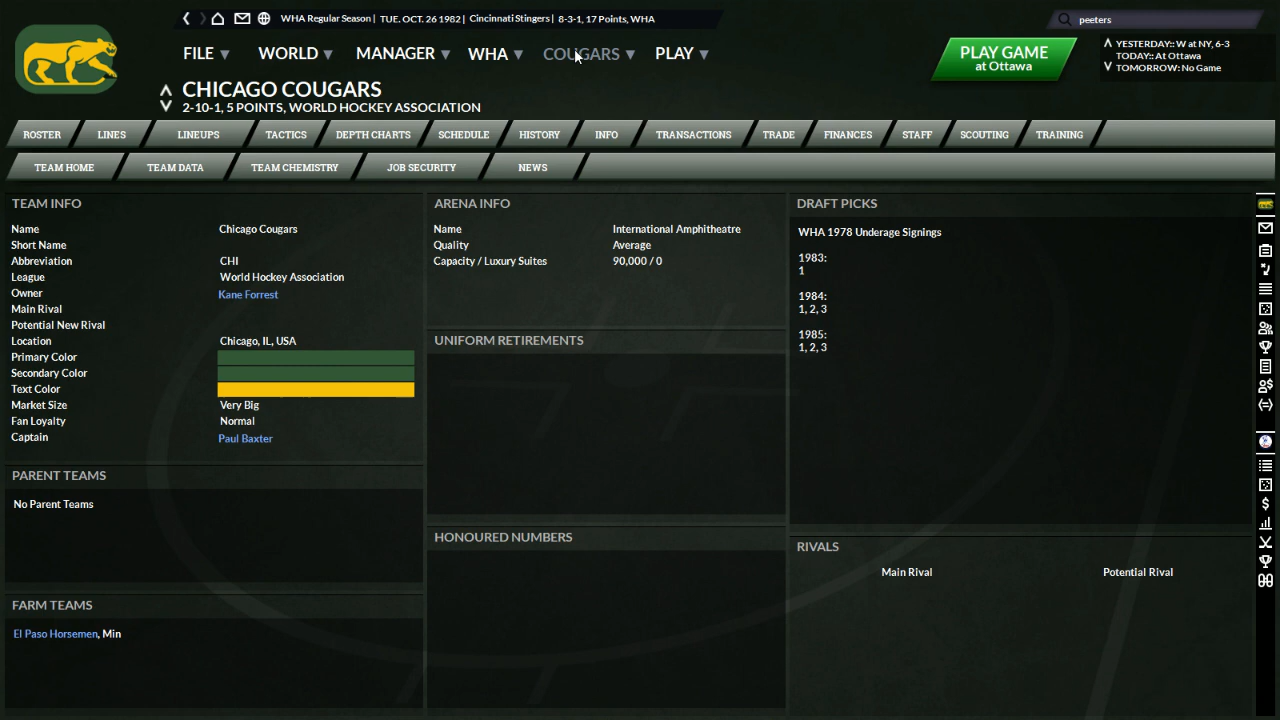 WHA Regular Season | TUE. OCT. 26 1982 | Cincinnati Stingers | 8-3-1, 17 Points, WHA
peeters
FILE ▼ WORLD ▼ MANAGER ▼ WHA ▼ COUGARS ▼ PLAY ▼
PLAY GAME
at Ottawa
YESTERDAY:: W at NY, 6-3
TODAY:: At Ottawa
TOMORROW: No Game
CHICAGO COUGARS
2-10-1, 5 POINTS, WORLD HOCKEY ASSOCIATION
ROSTER LINES LINEUPS TACTICS DEPTH CHARTS SCHEDULE HISTORY INFO TRANSACTIONS TRADE FINANCES STAFF SCOUTING TRAINING
TEAM HOME TEAM DATA TEAM CHEMISTRY JOB SECURITY NEWS
TEAM INFO
Name Chicago Cougars
Short Name
Abbreviation CHI
League World Hockey Association
Owner Kane Forrest
Main Rival
Potential New Rival
Location Chicago, IL, USA
Primary Color
Secondary Color
Text Color
Market Size Very Big
Fan Loyalty Normal
Captain Paul Baxter
PARENT TEAMS
No Parent Teams
FARM TEAMS
El Paso Horsemen, Min
ARENA INFO
Name International Amphitheatre
Quality Average
Capacity / Luxury Suites 90,000 / 0
UNIFORM RETIREMENTS
HONOURED NUMBERS
DRAFT PICKS
WHA 1978 Underage Signings
1983:
1
1984:
1, 2, 3
1985:
1, 2, 3
RIVALS
Main Rival Potential Rival